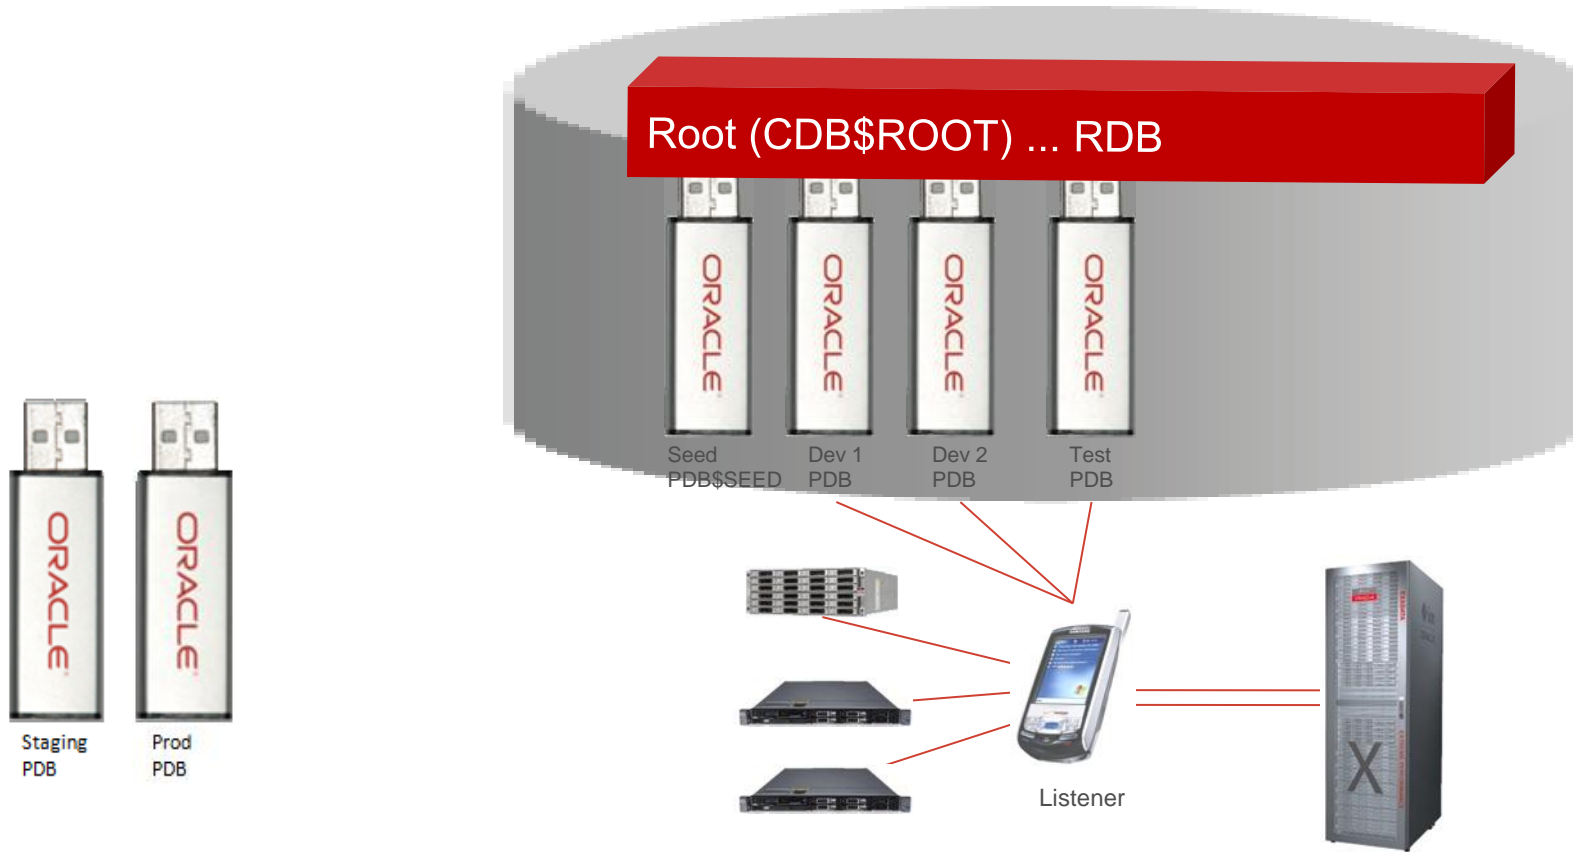 Root (CDB$ROOT) ... RDB
ORACLE
ORACLE
ORACLE
ORACLE
Seed
PDB$SEED
Dev 1
PDB
Dev 2
PDB
Test
PDB
ORACLE
ORACLE
Staging
PDB
Prod
PDB
Listener
X